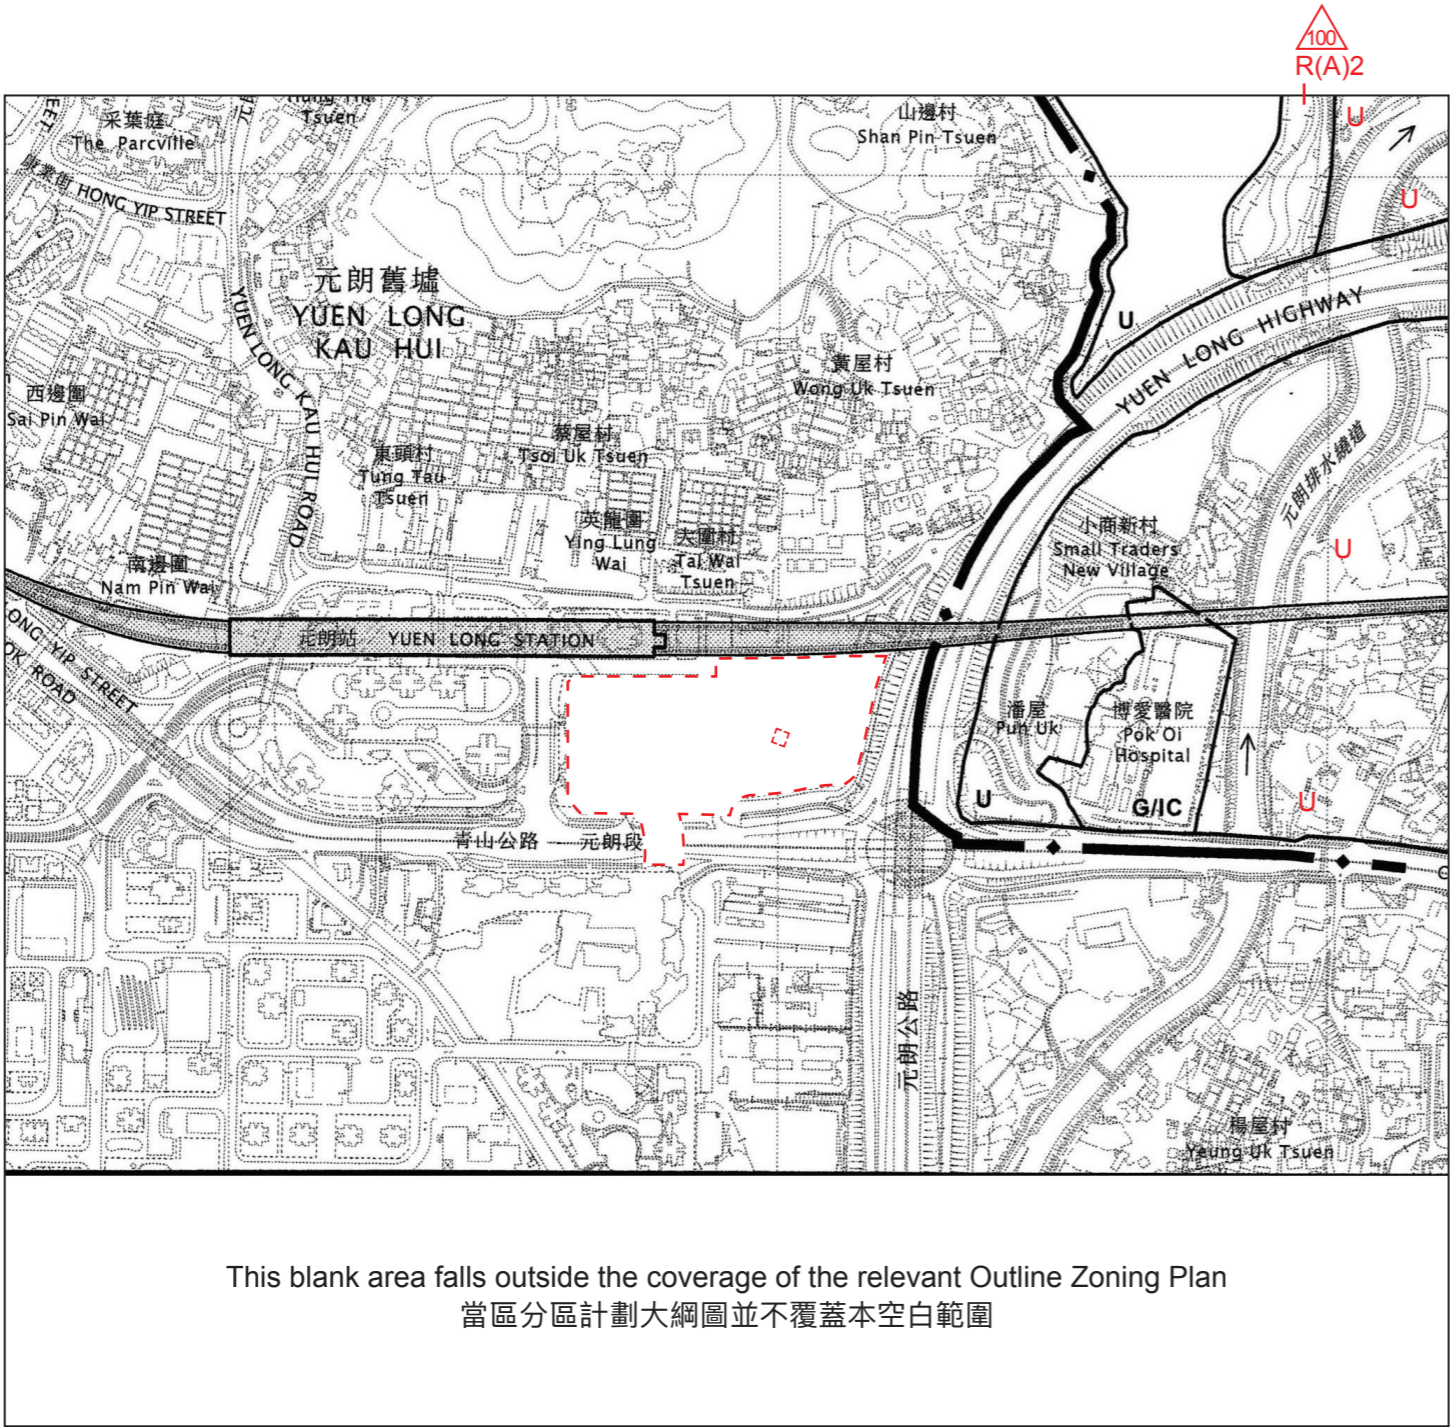 100
R(A)2
采葉庭
The Parcville
Tsuen
山邊村
Shan Pin Tsuen
U
U
HONG YIP STREET
元朗舊墟
YUEN LONG
KAU HUI
YUEN LONG KAU HUI ROAD
U
YUEN LONG HIGHWAY
黃屋村
Wong Uk Tsuen
西邊圍
Sai Pin Wai
蔡屋村
Tsoi Uk Tsuen
東頭村
Tung Tau
Tsuen
元朗排水繞道
英龍圍
Ying Lung
Wai
大圍村
Tai Wai
Tsuen
小商新村
Small Traders
New Village
U
南邊圍
Nam Pin Wai
元朗站 YUEN LONG STATION
YIP STREET
ROAD
潘屋
Pun Uk
博愛醫院
Pok Oi
Hospital
U
G/IC
U
青山公路 元朗段
元朗公路
楊屋村
Yeung Uk Tsuen
This blank area falls outside the coverage of the relevant Outline Zoning Plan
當區分區計劃大綱圖並不覆蓋本空白範圍